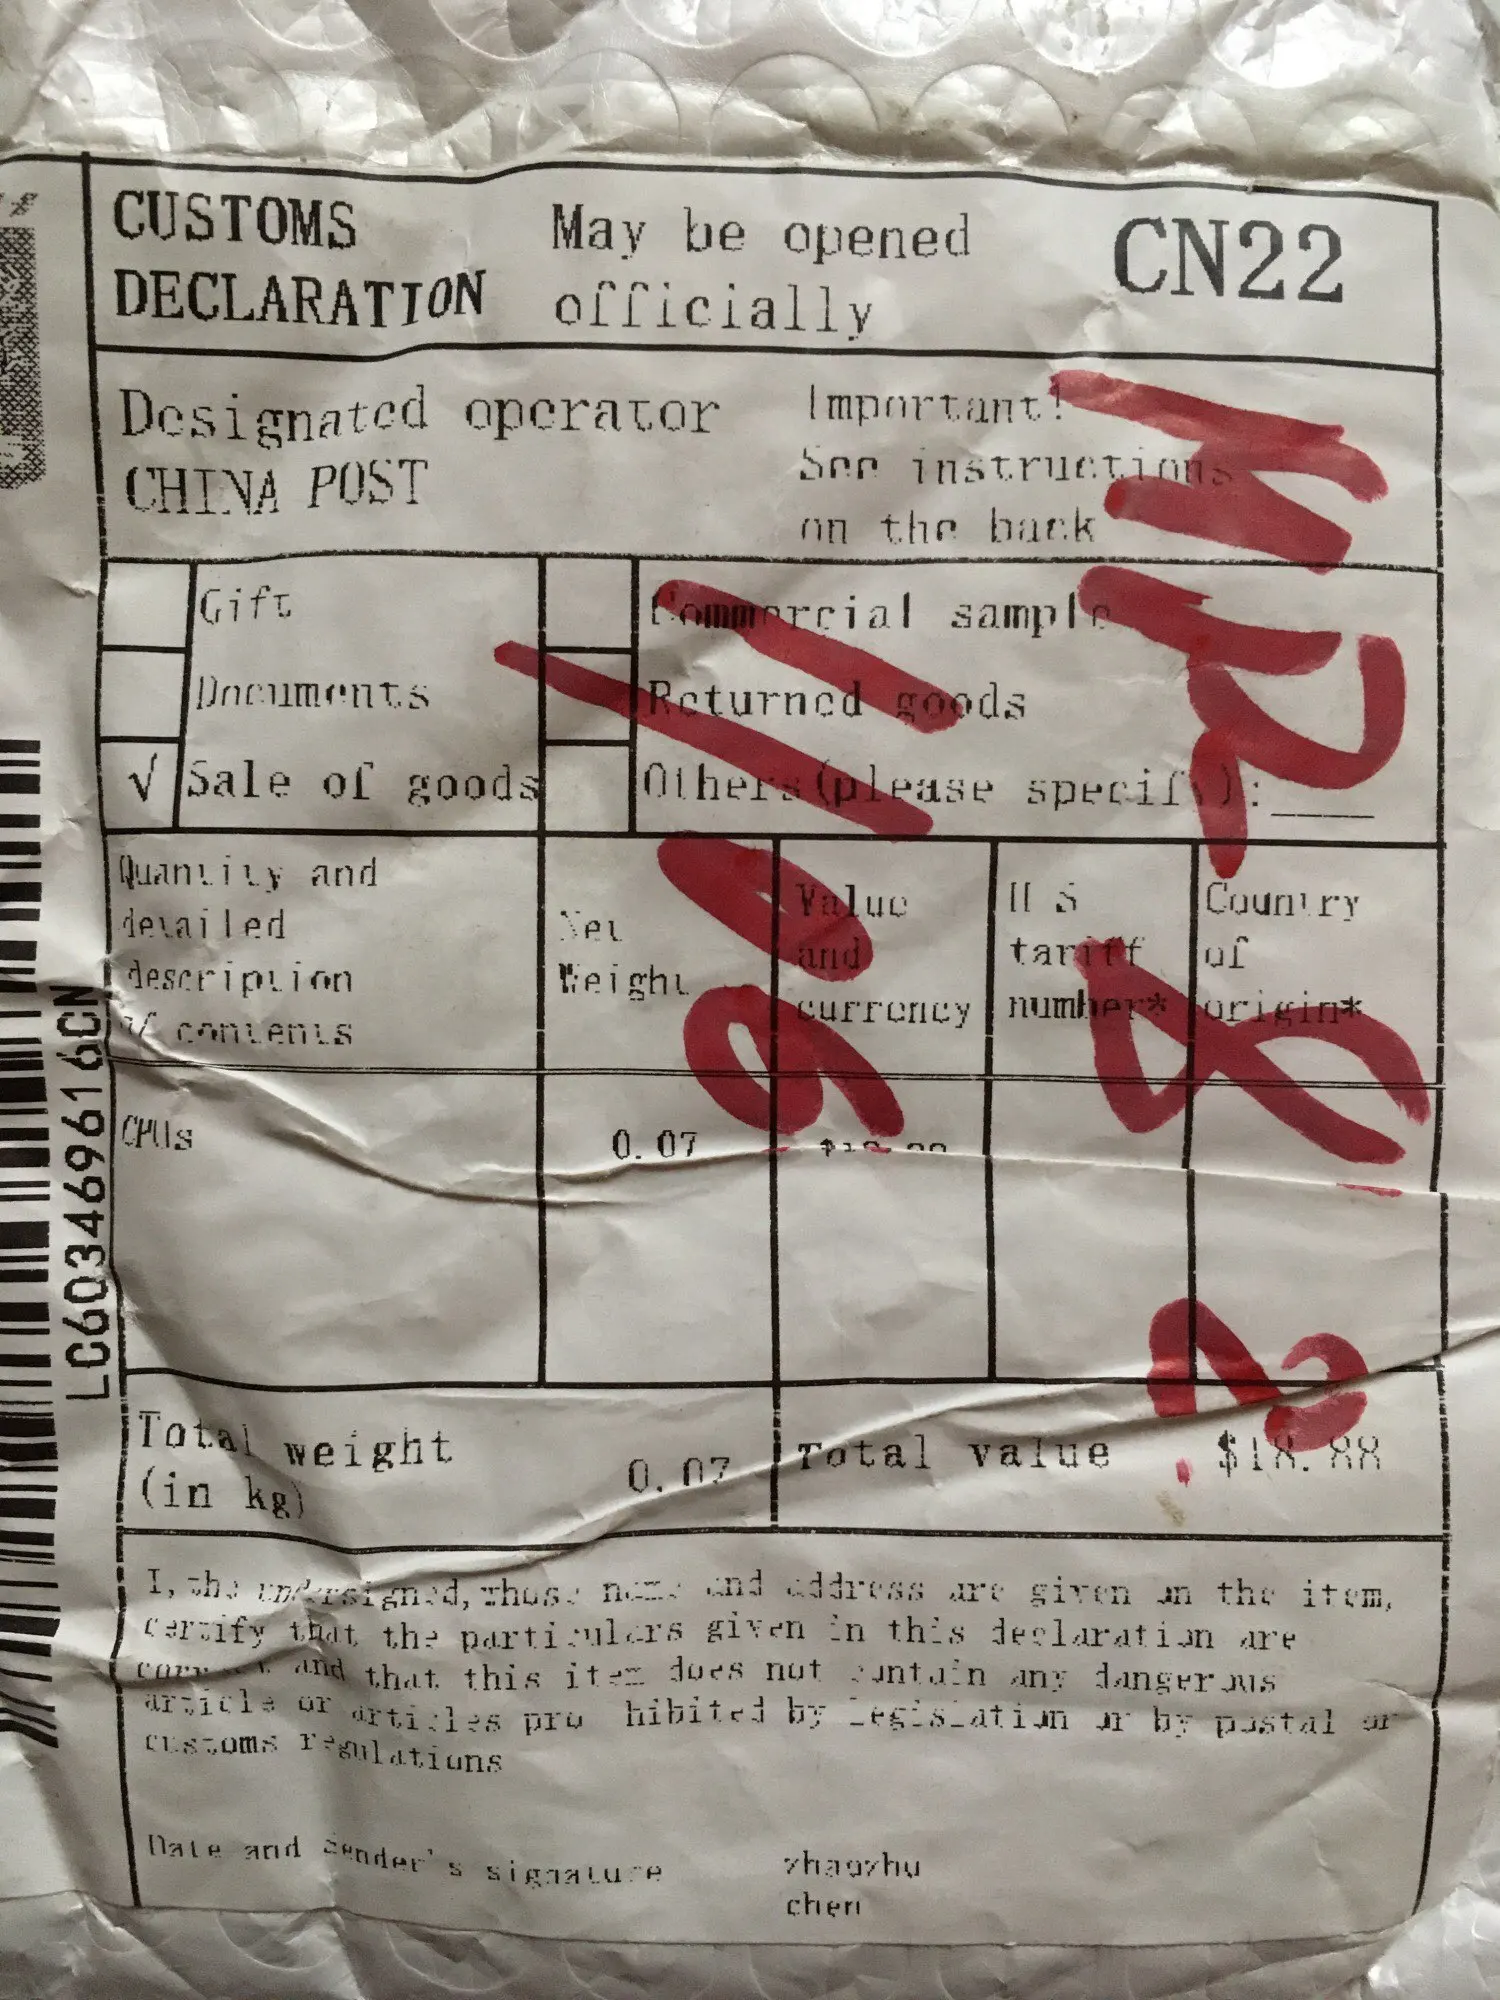 CUSTOMS DECLARATION
May be opened officially
CN22
Designated operator
CHINA POST
Important!
See instructions
on the back
Gift
Commercial sample
Documents
Returned goods
√ Sale of goods
Others(please specify):____
Quantity and detailed description of contents
Net Weight
Value and currency
HS tariff number*
Country of origin*
CPUs
0.07
Total weight (in kg)
0.07
Total value
$18.88
I, the undersigned, whose name and address are given on the item,
certify that the particulars given in this declaration are
correct and that this item does not contain any dangerous
article or articles pro hibited by legislation or by postal or
customs regulations
Date and sender's signature
zhaozhu
chen
LC603469616CN